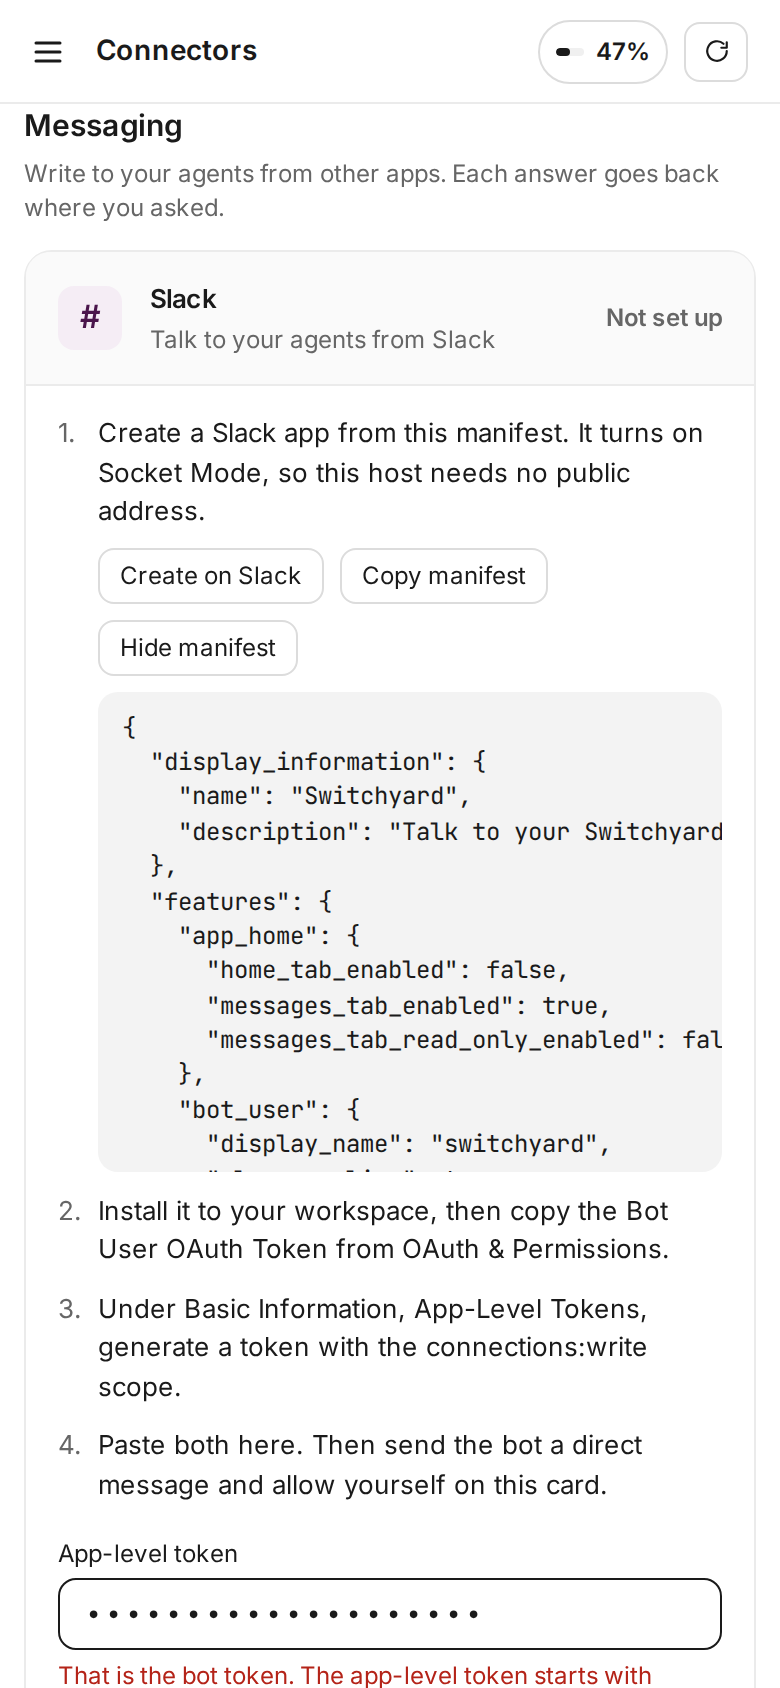 Connectors
47%
Messaging
Write to your agents from other apps. Each answer goes back
where you asked.
#
Slack
Talk to your agents from Slack
Not set up
1. Create a Slack app from this manifest. It turns on
Socket Mode, so this host needs no public
address.
Create on Slack
Copy manifest
Hide manifest
{
  "display_information": {
    "name": "Switchyard",
    "description": "Talk to your Switchyard
  },
  "features": {
    "app_home": {
      "home_tab_enabled": false,
      "messages_tab_enabled": true,
      "messages_tab_read_only_enabled": fal
    },
    "bot_user": {
      "display_name": "switchyard",
2. Install it to your workspace, then copy the Bot
User OAuth Token from OAuth & Permissions.
3. Under Basic Information, App-Level Tokens,
generate a token with the connections:write
scope.
4. Paste both here. Then send the bot a direct
message and allow yourself on this card.
App-level token
••••••••••••••••••••
That is the bot token. The app-level token starts with